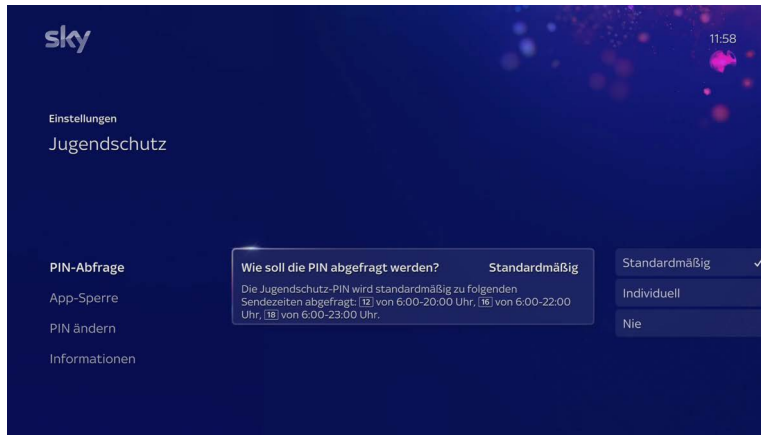 sky
11:58
Einstellungen
Jugendschutz
PIN-Abfrage
App-Sperre
PIN ändern
Informationen
Wie soll die PIN abgefragt werden? Standardmäßig
Die Jugendschutz-PIN wird standardmäßig zu folgenden
Sendezeiten abgefragt: 12 von 6:00-20:00 Uhr, 16 von 6:00-22:00
Uhr, 18 von 6:00-23:00 Uhr.
Standardmäßig
Individuell
Nie